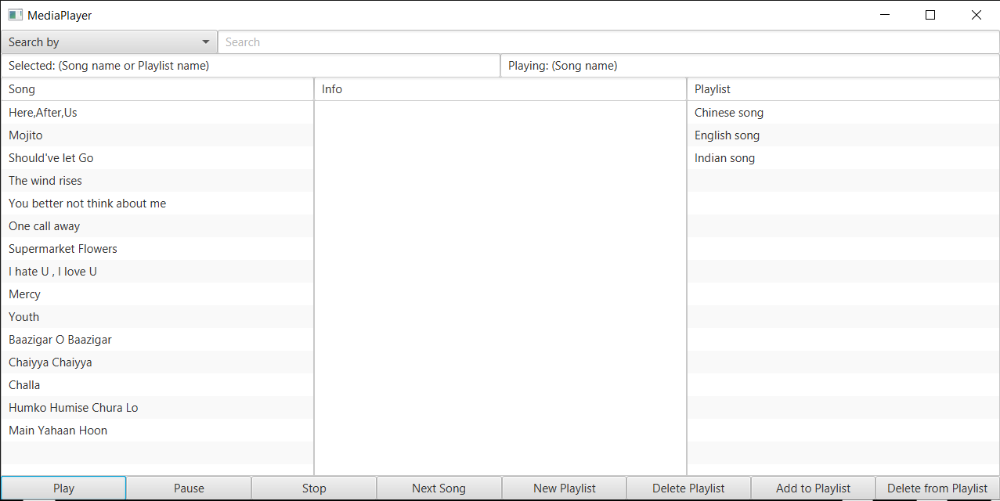 MediaPlayer
Search by Search
Selected: (Song name or Playlist name) Playing: (Song name)
Song Info Playlist
Here,After,Us Chinese song
Mojito English song
Should've let Go Indian song
The wind rises
You better not think about me
One call away
Supermarket Flowers
I hate U , I love U
Mercy
Youth
Baazigar O Baazigar
Chaiyya Chaiyya
Challa
Humko Humise Chura Lo
Main Yahaan Hoon
Play Pause Stop Next Song New Playlist Delete Playlist Add to Playlist Delete from Playlist